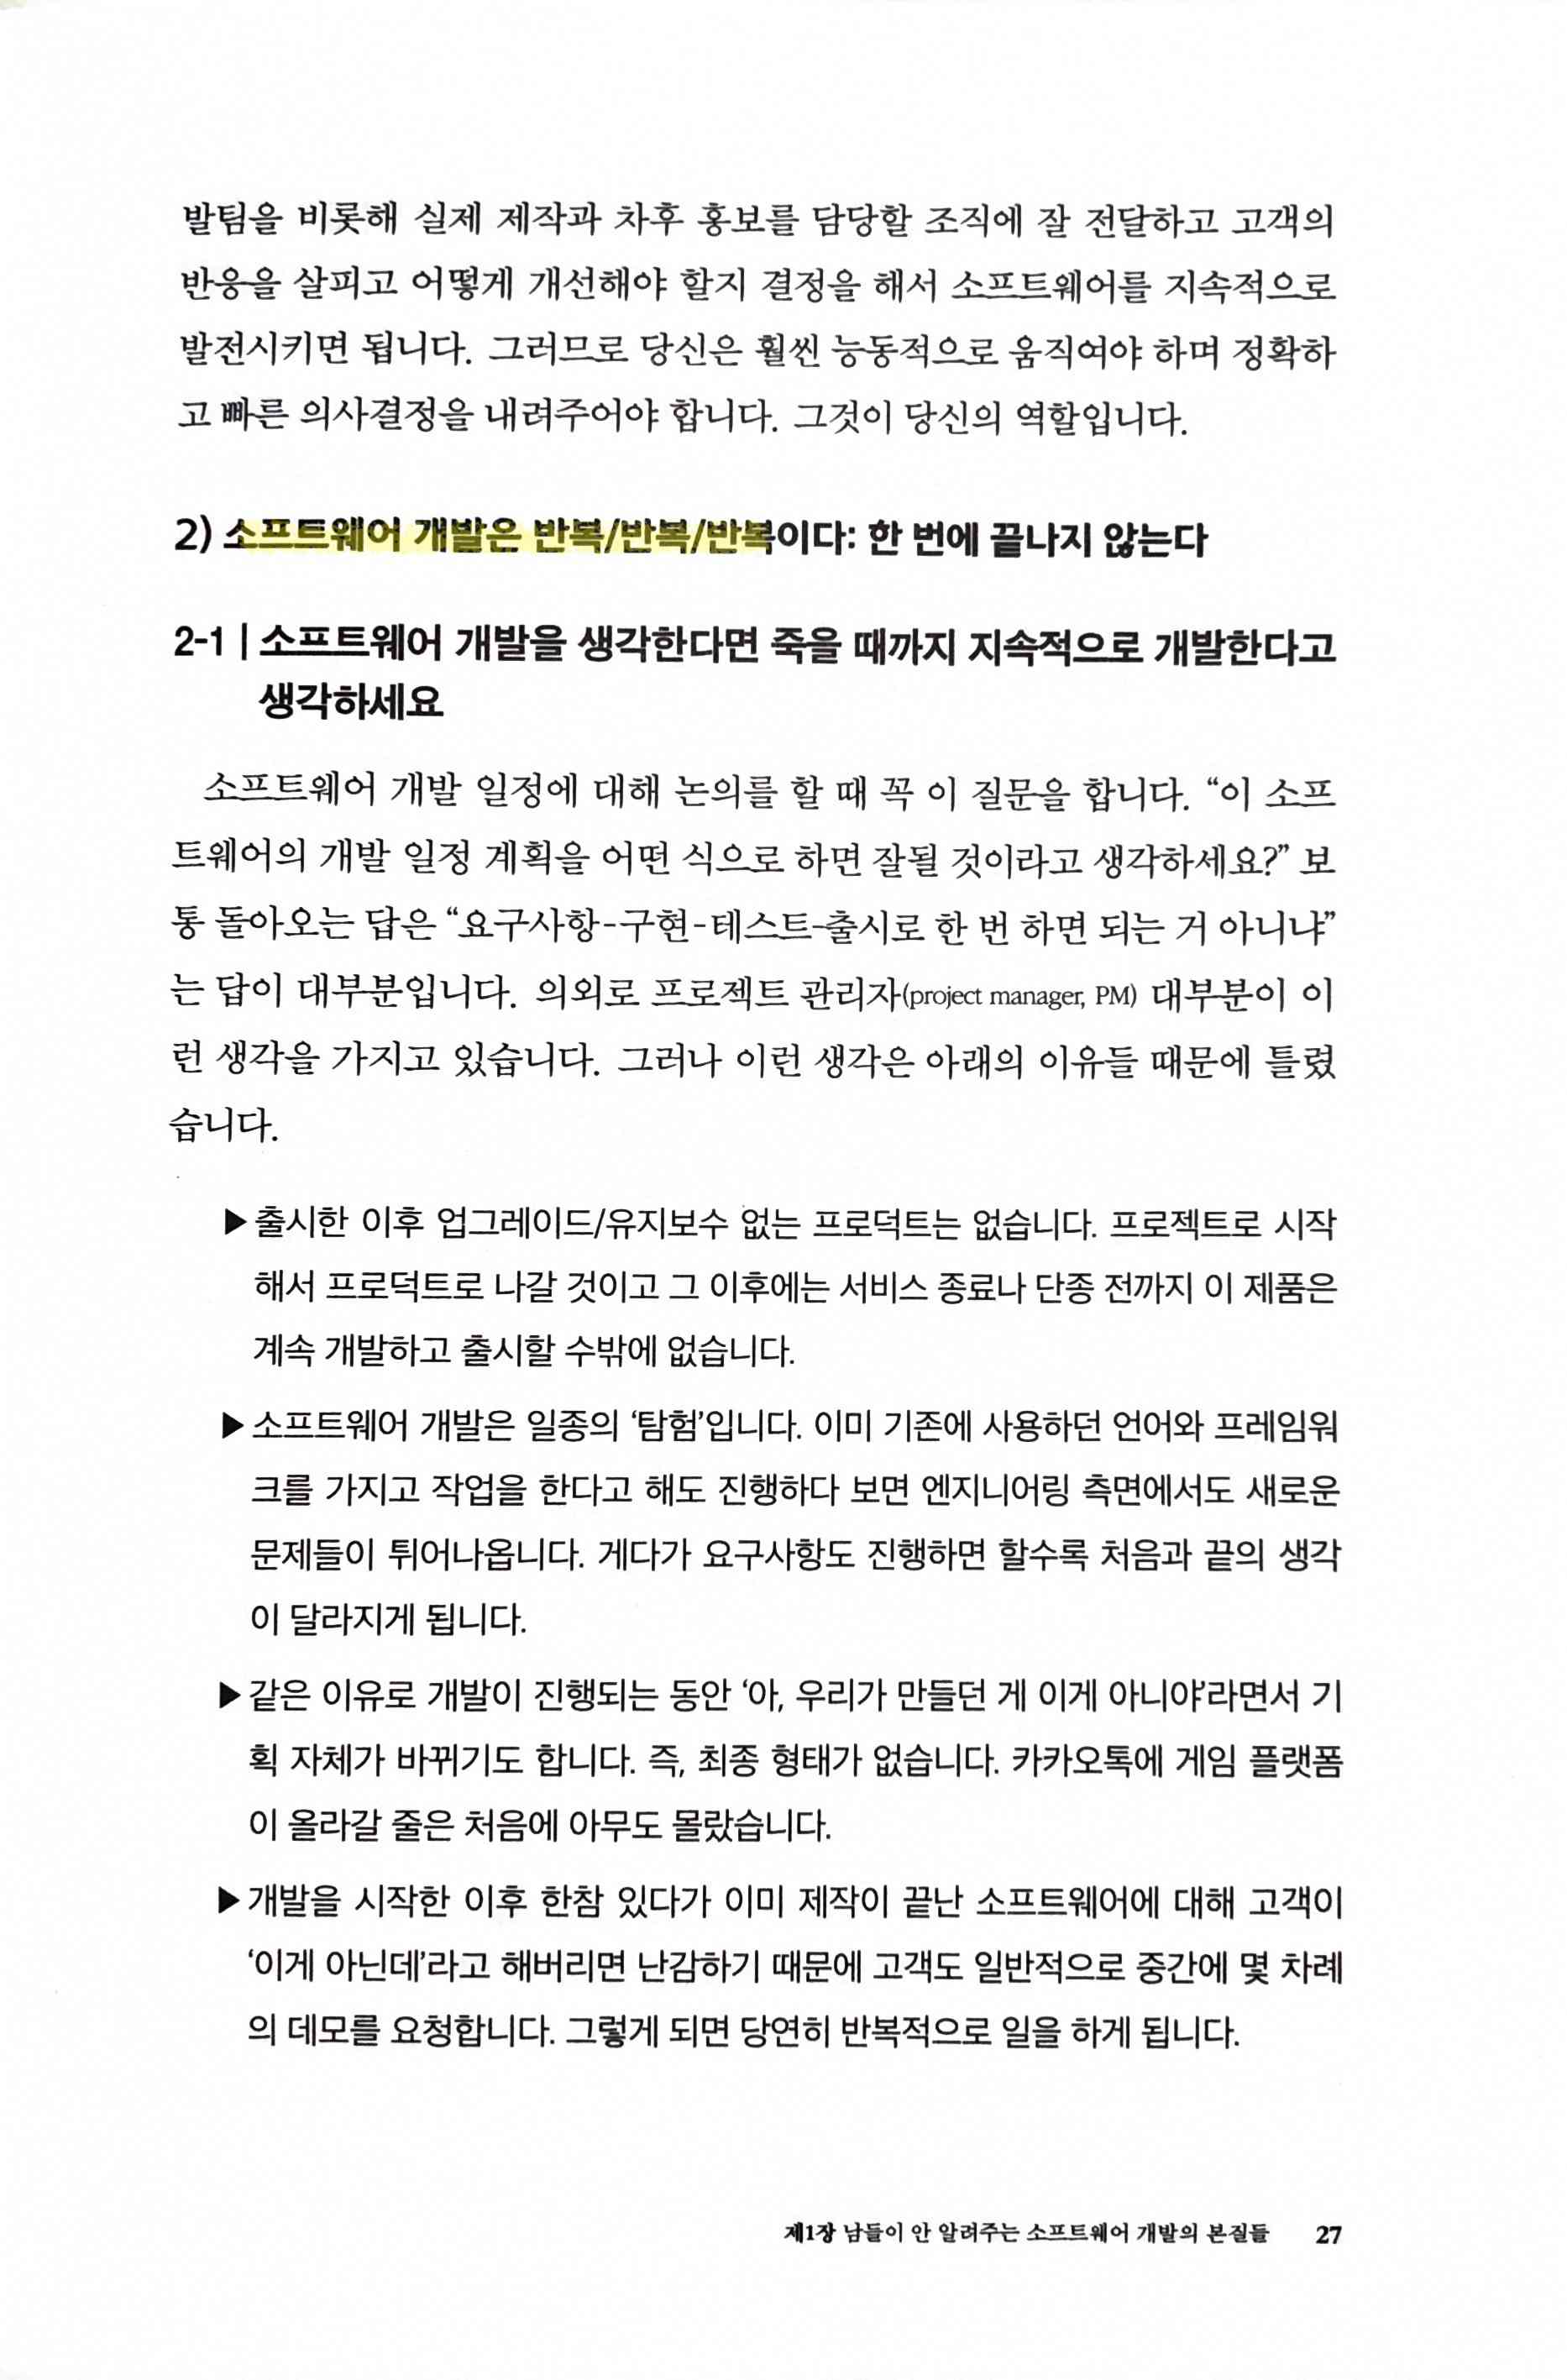 발팀을 비롯해 실제 제작과 차후 홍보를 담당할 조직에 잘 전달하고 고객의
반응을 살피고 어떻게 개선해야 할지 결정을 해서 소프트웨어를 지속적으로
발전시키면 됩니다. 그러므로 당신은 훨씬 능동적으로 움직여야 하며 정확하
고 빠른 의사결정을 내려주어야 합니다. 그것이 당신의 역할입니다.
2) 소프트웨어 개발은 반복/반복/반복이다: 한 번에 끝나지 않는다
2-1 | 소프트웨어 개발을 생각한다면 죽을 때까지 지속적으로 개발한다고
생각하세요
소프트웨어 개발 일정에 대해 논의를 할 때 꼭 이 질문을 합니다. “이 소프
트웨어의 개발 일정 계획을 어떤 식으로 하면 잘될 것이라고 생각하세요?” 보
통 돌아오는 답은 “요구사항-구현-테스트-출시로 한 번 하면 되는 거 아니냐”
는 답이 대부분입니다. 의외로 프로젝트 관리자(project manager, PM) 대부분이 이
런 생각을 가지고 있습니다. 그러나 이런 생각은 아래의 이유들 때문에 틀렸
습니다.
▶출시한 이후 업그레이드/유지보수 없는 프로덕트는 없습니다. 프로젝트로 시작
해서 프로덕트로 나갈 것이고 그 이후에는 서비스 종료나 단종 전까지 이 제품은
계속 개발하고 출시할 수밖에 없습니다.
▶소프트웨어 개발은 일종의 ‘탐험’입니다. 이미 기존에 사용하던 언어와 프레임워
크를 가지고 작업을 한다고 해도 진행하다 보면 엔지니어링 측면에서도 새로운
문제들이 튀어나옵니다. 게다가 요구사항도 진행하면 할수록 처음과 끝의 생각
이 달라지게 됩니다.
▶같은 이유로 개발이 진행되는 동안 ‘아, 우리가 만들던 게 이게 아니야’라면서 기
획 자체가 바뀌기도 합니다. 즉, 최종 형태가 없습니다. 카카오톡에 게임 플랫폼
이 올라갈 줄은 처음에 아무도 몰랐습니다.
▶개발을 시작한 이후 한참 있다가 이미 제작이 끝난 소프트웨어에 대해 고객이
‘이게 아닌데’라고 해버리면 난감하기 때문에 고객도 일반적으로 중간에 몇 차례
의 데모를 요청합니다. 그렇게 되면 당연히 반복적으로 일을 하게 됩니다.
제1장 남들이 안 알려주는 소프트웨어 개발의 본질들 27